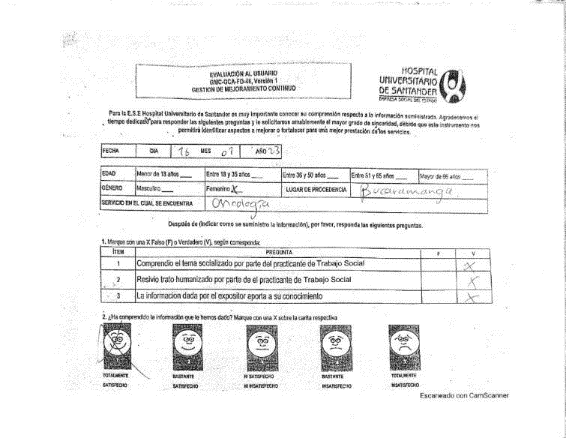 EVALUACIÓN AL USUARIO
GESTION DE MEJORAMIENTO CONTINUO
HOSPITAL
UNIVERSITARIO
DE SANTANDER
EMPRESA SOCIAL DEL ESTADO
Para la E.S.E Hospital Universitario de Santander es muy importante conocer su comprensión respecto a la información suministrada. Agradecemos el
tiempo dedicado para responder las siguientes preguntas y le solicitamos amablemente el mayor grado de sinceridad, debido que este instrumento nos
permitirá identificar aspectos a mejorar o fortalecer para una mejor prestación de los servicios.
FECHA DIA 16 MES 07 AÑO 23
EDAD Menor de 18 años ___ Entre 18 y 35 años ___ Entre 36 y 50 años ___ Entre 51 y 65 años ___ Mayor de 65 años ___
GÉNERO Masculino ___ Femenino X LUGAR DE PROCEDENCIA Bucaramanga
SERVICIO EN EL CUAL SE ENCUENTRA Oncología
Después de (indicar como se suministro la información), por favor, responda las siguientes preguntas.
1. Marque con una X Falso (F) o Verdadero (V), según corresponda:
ÍTEM PREGUNTA F V
1 Comprendio el tema socializado por parte del practicante de Trabajo Social X
2 Resivio trato humanizado por parte de el practicante de Trabajo Social X
3 La informacion dada por el expositor aporta a su conocimiento X
2. ¿Ha comprendido la información que le hemos dado? Marque con una X sobre la carita respectiva
TOTALMENTE SATISFECHO
BASTANTE SATISFECHO
NI SATISFECHO NI INSATISFECHO
BASTANTE INSATISFECHO
TOTALMENTE INSATISFECHO
Escaneado con CamScanner